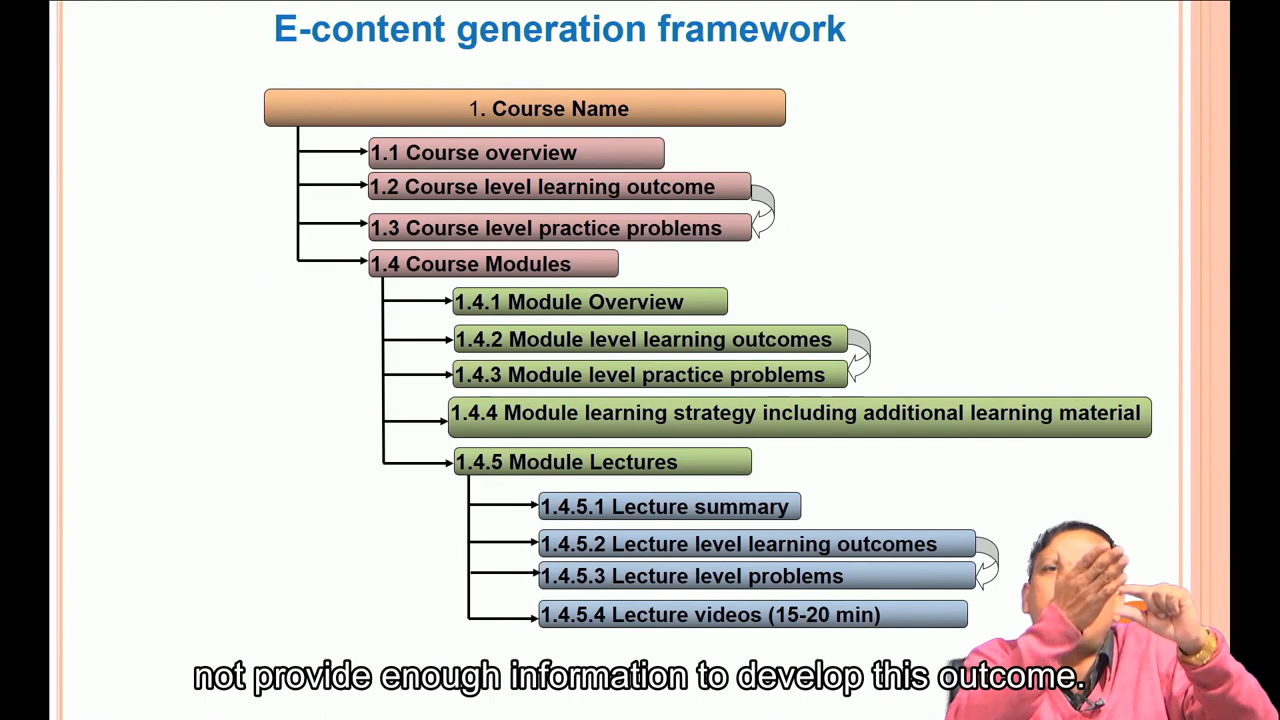 E-content generation framework
1. Course Name
1.1 Course overview
1.2 Course level learning outcome
1.3 Course level practice problems
1.4 Course Modules
1.4.1 Module Overview
1.4.2 Module level learning outcomes
1.4.3 Module level practice problems
1.4.4 Module learning strategy including additional learning material
1.4.5 Module Lectures
1.4.5.1 Lecture summary
1.4.5.2 Lecture level learning outcomes
1.4.5.3 Lecture level problems
1.4.5.4 Lecture videos (15-20 min)
not provide enough information to develop this outcome.